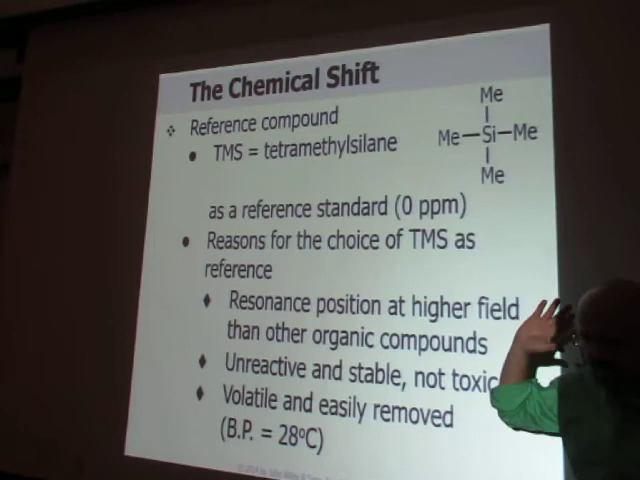 The Chemical Shift
Reference compound
TMS = tetramethylsilane
Me
Me Si Me
Me
as a reference standard (0 ppm)
Reasons for the choice of TMS as
reference
Resonance position at higher field
than other organic compounds
Unreactive and stable, not toxic
Volatile and easily removed
(B.P. = 28°C)